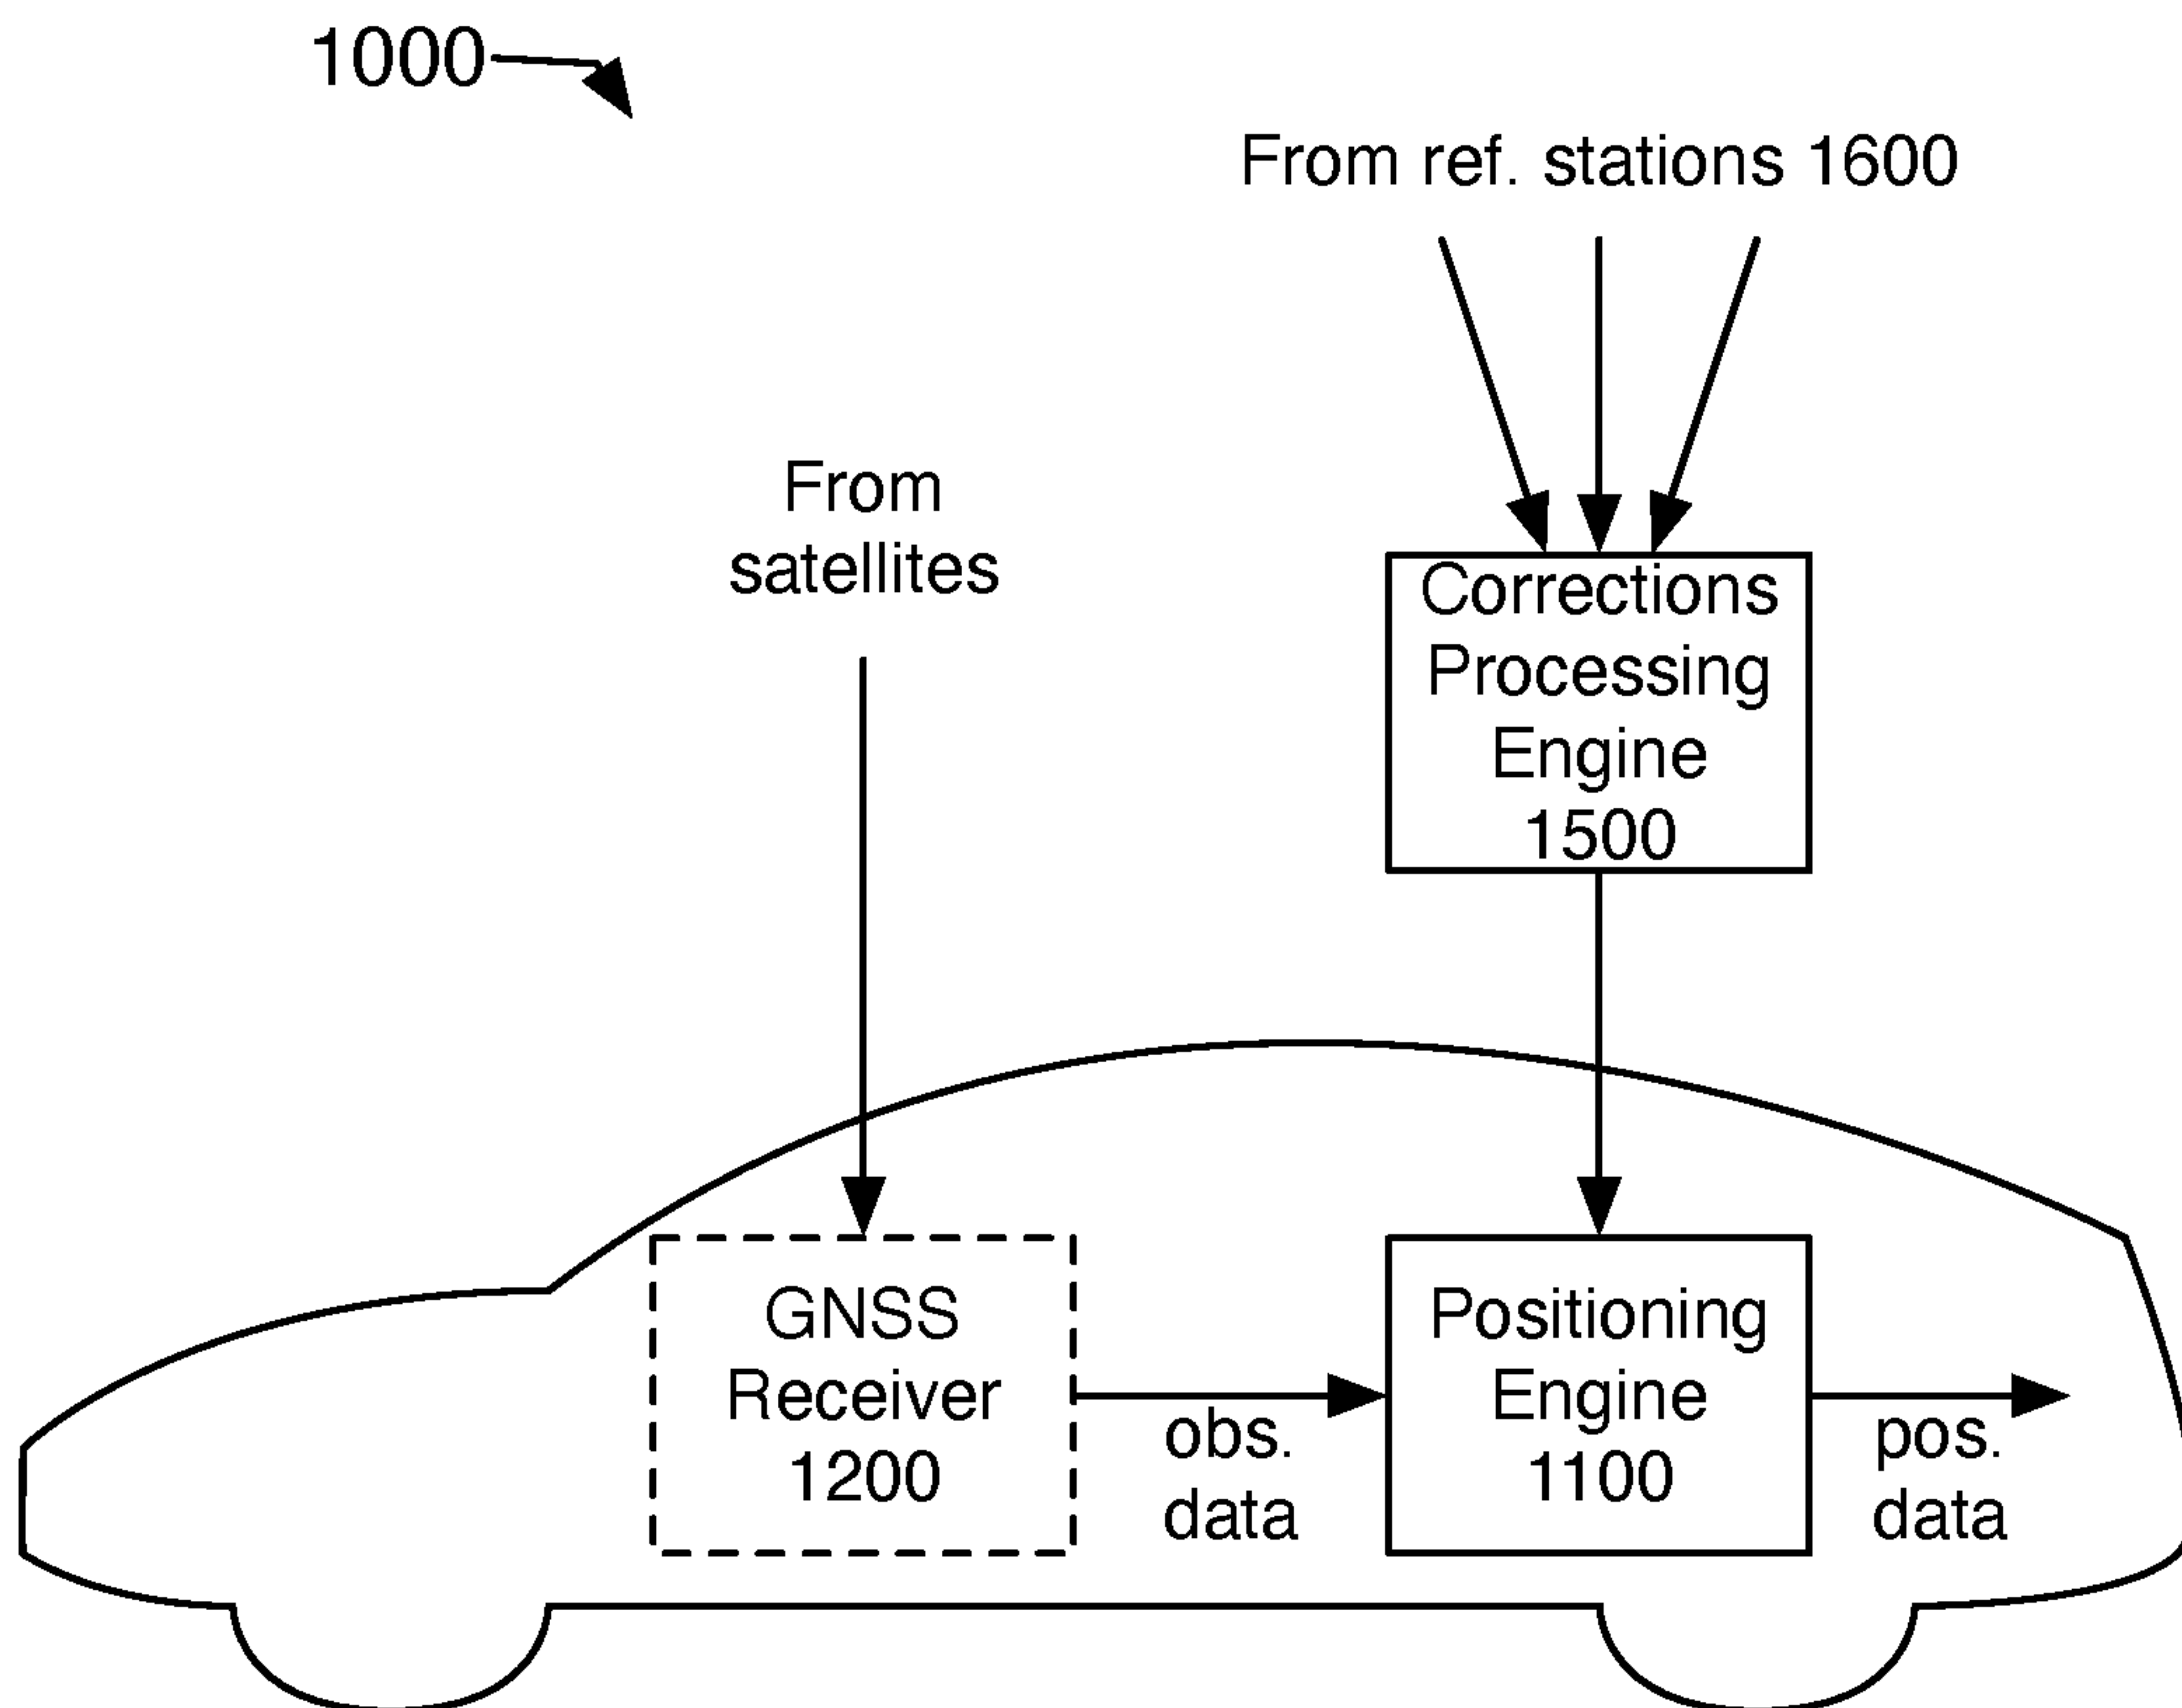 1000
From ref. stations 1600
From
satellites
Corrections
Processing
Engine
1500
GNSS
Receiver
1200
obs.
data
Positioning
Engine
1100
pos.
data